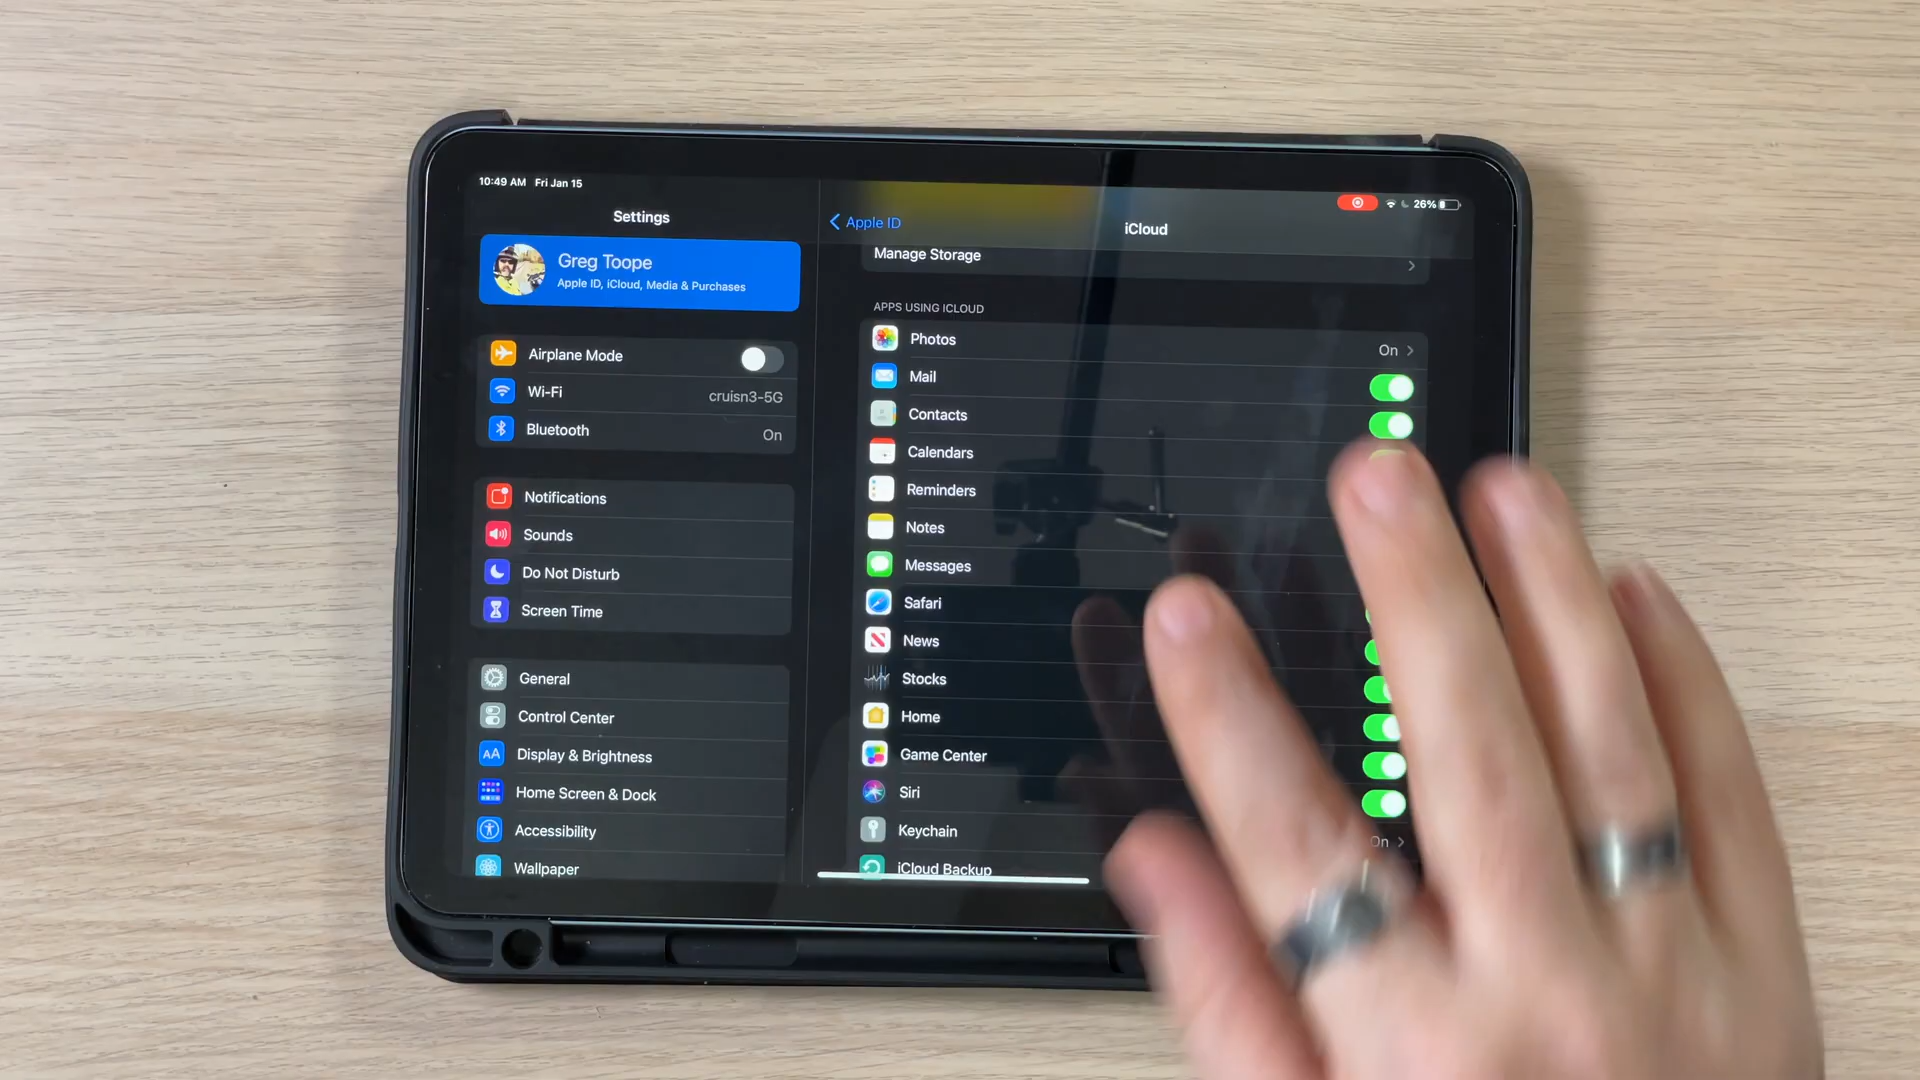 10:49 AM Fri Jan 15
26%
Settings
Greg Toope
Apple ID, iCloud, Media & Purchases
Airplane Mode
Wi-Fi cruisn3-5G
Bluetooth On
Notifications
Sounds
Do Not Disturb
Screen Time
General
Control Center
AA Display & Brightness
Home Screen & Dock
Accessibility
Wallpaper
Apple ID
iCloud
Manage Storage
APPS USING ICLOUD
Photos On
Mail
Contacts
Calendars
Reminders
Notes
Messages
Safari
News
Stocks
Home
Game Center
Siri
Keychain On
iCloud Backup